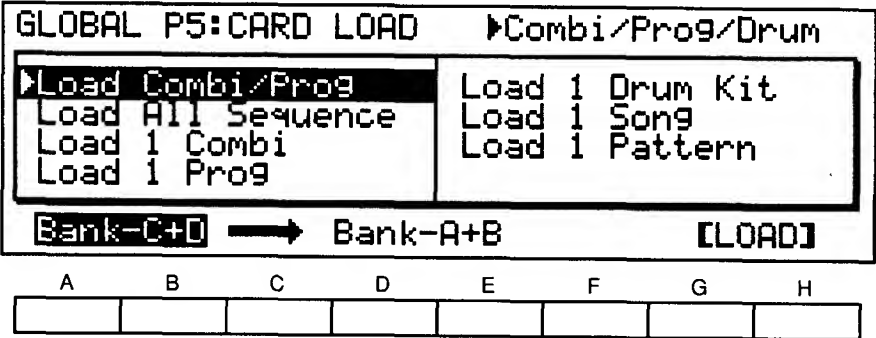 GLOBAL P5:CARD LOAD ▶Combi/Prog/Drum
▶Load Combi/Prog
Load All Sequence
Load 1 Combi
Load 1 Prog
Load 1 Drum Kit
Load 1 Song
Load 1 Pattern
Bank-C+D → Bank-A+B [LOAD]
A B C D E F G H